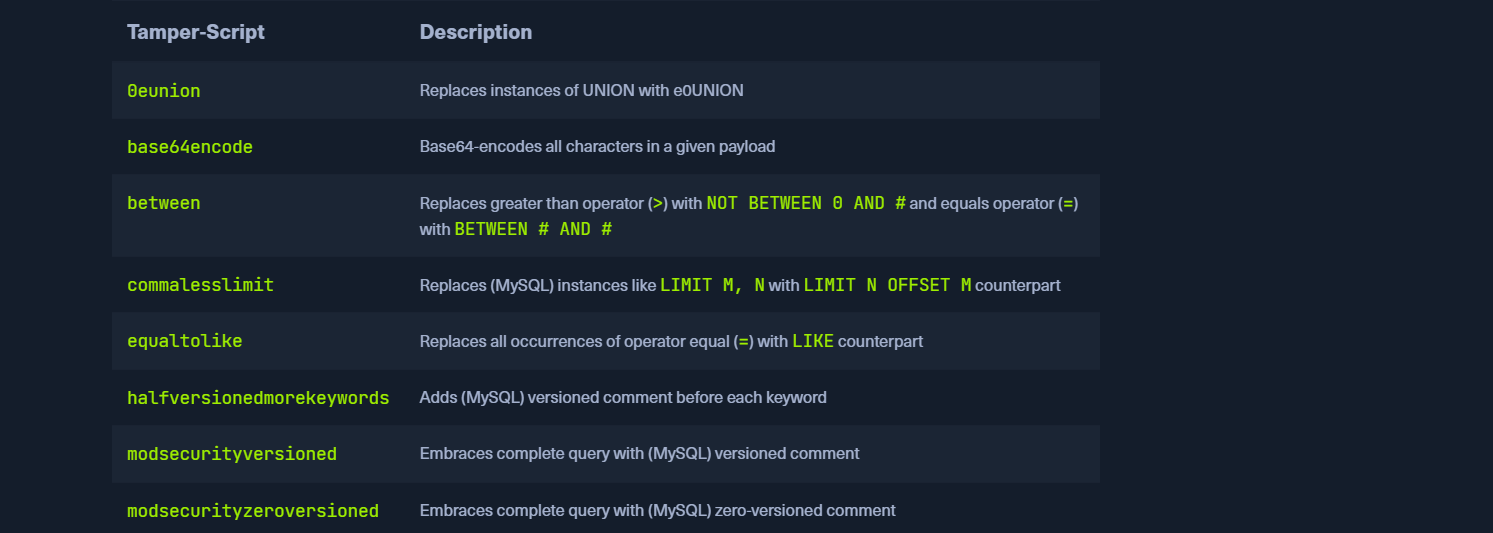 Tamper-Script Description
0eunion Replaces instances of UNION with e0UNION
base64encode Base64-encodes all characters in a given payload
between Replaces greater than operator (>) with NOT BETWEEN 0 AND # and equals operator (=)
with BETWEEN # AND #
commalesslimit Replaces (MySQL) instances like LIMIT M, N with LIMIT N OFFSET M counterpart
equaltolike Replaces all occurrences of operator equal (=) with LIKE counterpart
halfversionedmorekeywords Adds (MySQL) versioned comment before each keyword
modsecurityversioned Embraces complete query with (MySQL) versioned comment
modsecurityzeroversioned Embraces complete query with (MySQL) zero-versioned comment